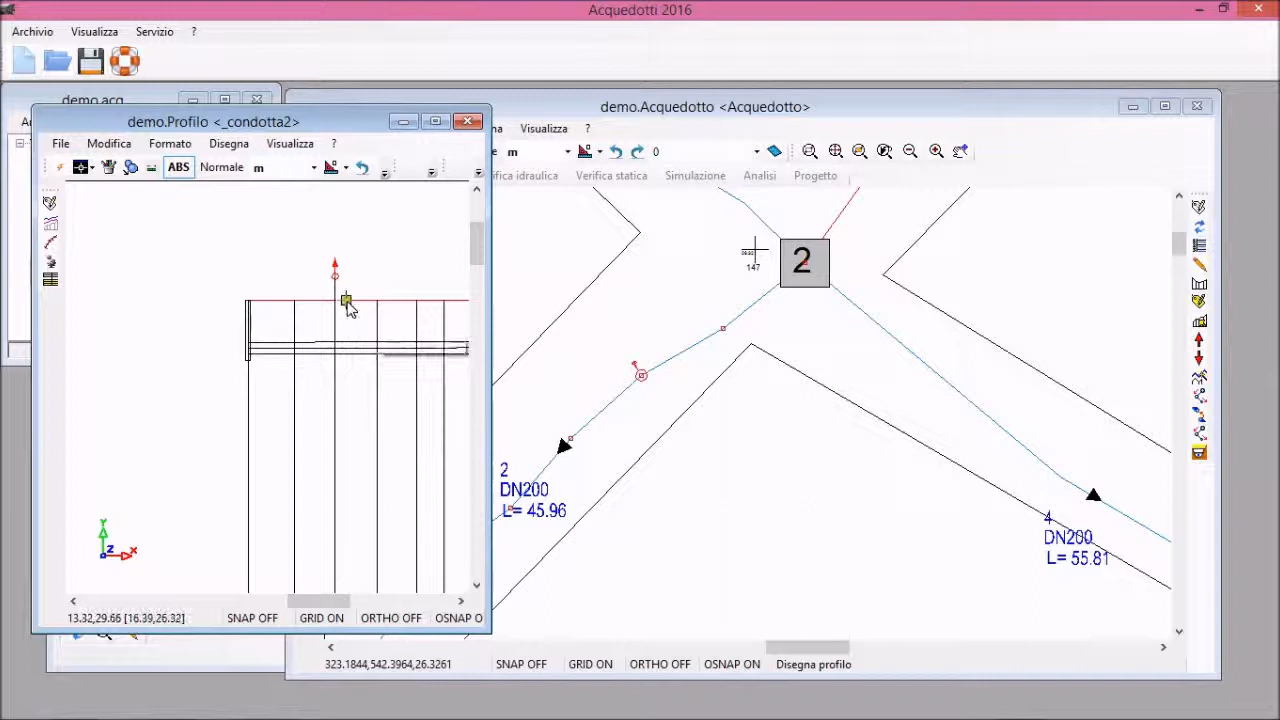 Acquedotti 2016
Archivio Visualizza Servizio ?
demo.acq
demo.Acquedotto <Acquedotto>
demo.Profilo <_condotta2>
Visualizza ?
File Modifica Formato Disegna Visualizza ?
m 0
ABS Normale m
ifica idraulica Verifica statica Simulazione Analisi Progetto
2
147
2
DN200
L= 45.96
4
DN200
L= 55.81
Y
Z X
13.32,29.66 [16.39,26.32] SNAP OFF GRID ON ORTHO OFF OSNAP O
323.1844,542.3964,26.3261 SNAP OFF GRID ON ORTHO OFF OSNAP ON Disegna profilo